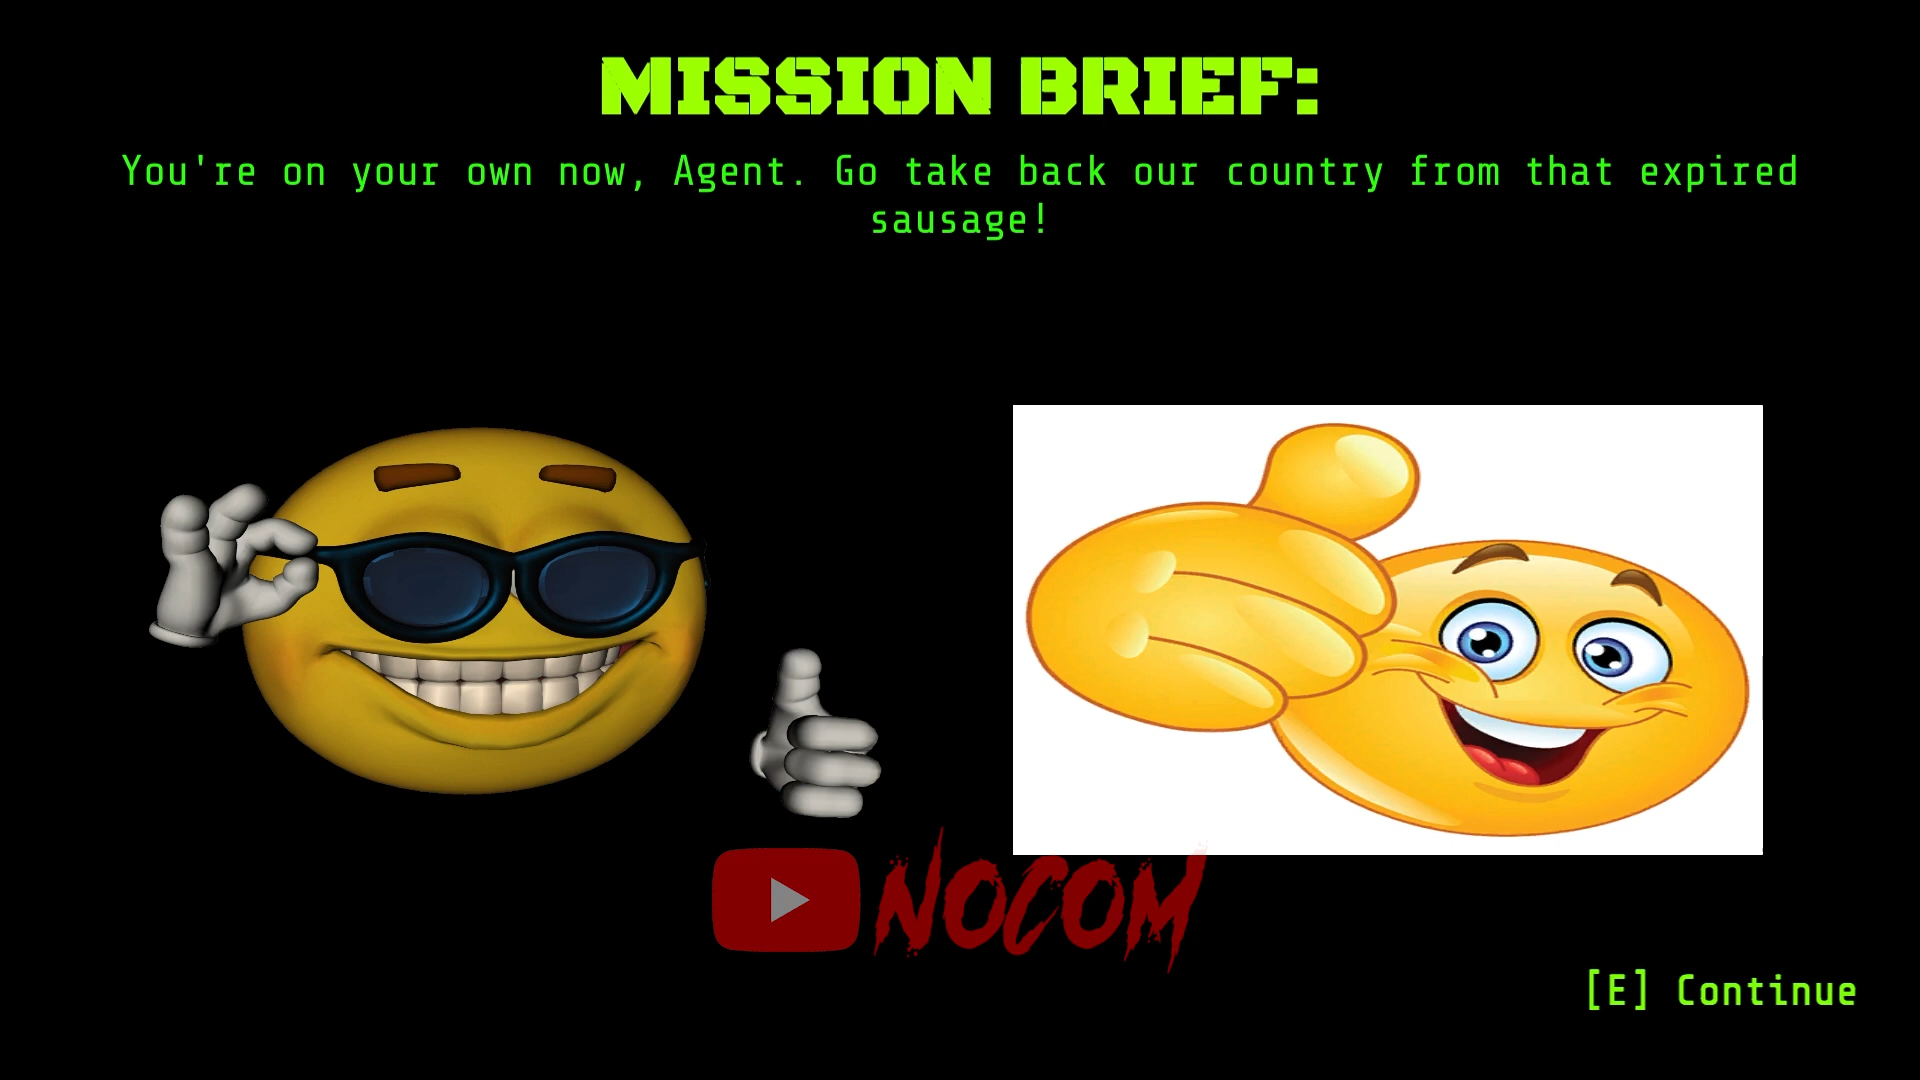 MISSION BRIEF:
You're on your own now, Agent. Go take back our country from that expired
sausage!
NOCOM
[E] Continue